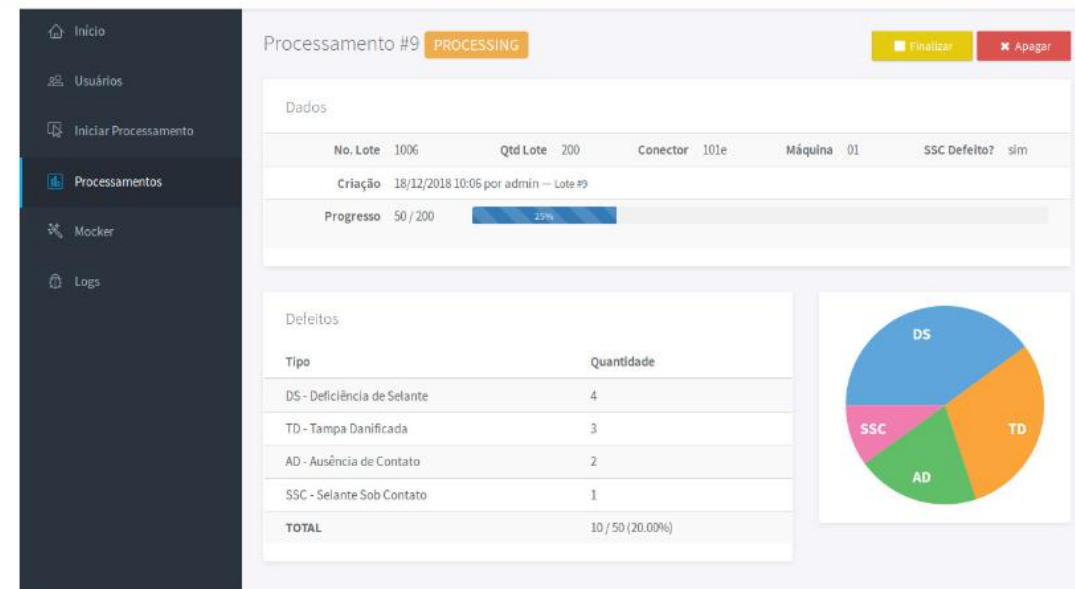 Início
Usuários
Iniciar Processamento
Processamentos
Mocker
Logs
Processamento #9 PROCESSING
Finalizar
Apagar
Dados
No. Lote 1006 Qtd Lote 200 Conector 101e Máquina 01 SSC Defeito? sim
Criação 18/12/2018 10:06 por admin — Lote #9
Progresso 50 / 200 25%
Defeitos
Tipo Quantidade
DS - Deficiência de Selante 4
TD - Tampa Danificada 3
AD - Ausência de Contato 2
SSC - Selante Sob Contato 1
TOTAL 10 / 50 (20.00%)
DS
SSC
TD
AD